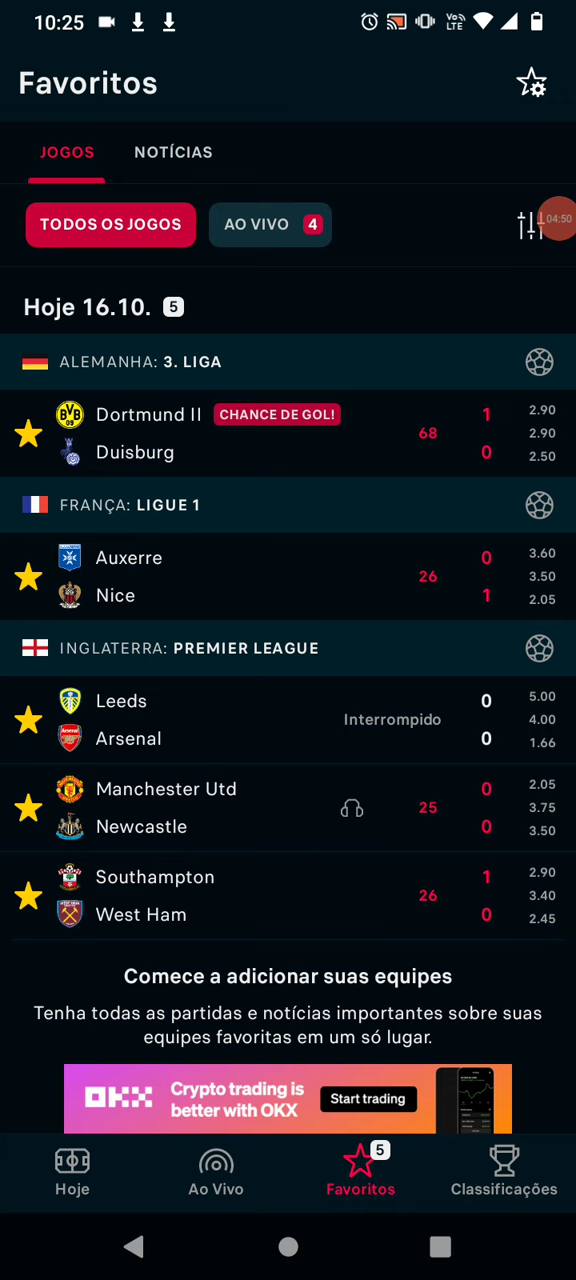 10:25
Vo)) LTE
Favoritos
JOGOS NOTÍCIAS
TODOS OS JOGOS AO VIVO 4
04:50
Hoje 16.10. 5
ALEMANHA: 3. LIGA
Dortmund II CHANCE DE GOL! 1 2.90
68 2.90
Duisburg 0 2.50
FRANÇA: LIGUE 1
Auxerre 0 3.60
26 3.50
Nice 1 2.05
INGLATERRA: PREMIER LEAGUE
Leeds 0 5.00
Interrompido 4.00
Arsenal 0 1.66
Manchester Utd 0 2.05
25 3.75
Newcastle 0 3.50
Southampton 1 2.90
26 3.40
West Ham 0 2.45
Comece a adicionar suas equipes
Tenha todas as partidas e notícias importantes sobre suas
equipes favoritas em um só lugar.
OKX Crypto trading is
better with OKX
Start trading
5
Hoje Ao Vivo Favoritos Classificações